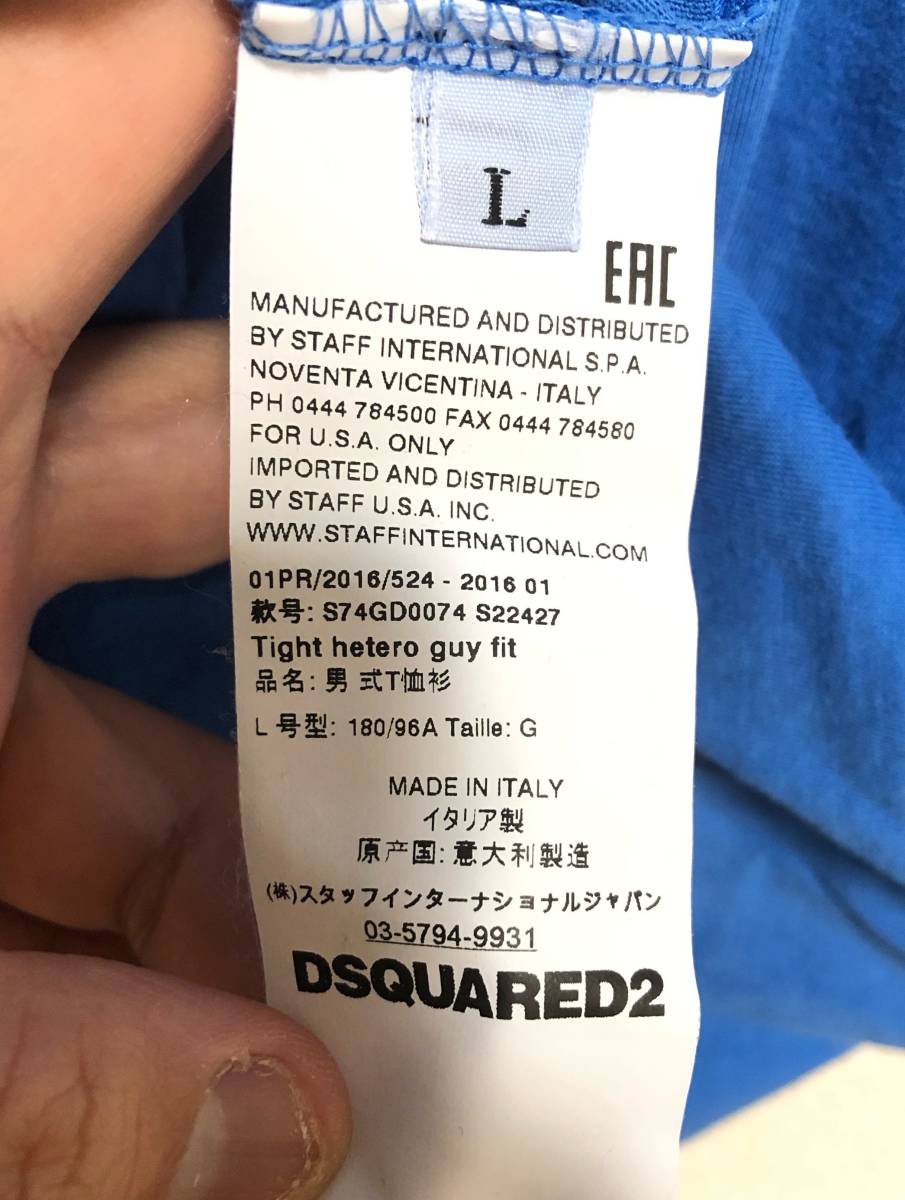 L
EAC
MANUFACTURED AND DISTRIBUTED
BY STAFF INTERNATIONAL S.P.A.
NOVENTA VICENTINA - ITALY
PH 0444 784500 FAX 0444 784580
FOR U.S.A. ONLY
IMPORTED AND DISTRIBUTED
BY STAFF U.S.A. INC.
WWW.STAFFINTERNATIONAL.COM
01PR/2016/524 - 2016 01
款号: S74GD0074 S22427
Tight hetero guy fit
品名: 男 式T恤衫
L 号型: 180/96A Taille: G
MADE IN ITALY
イタリア製
原产国: 意大利製造
(株)スタッフインターナショナルジャパン
03-5794-9931
DSQUARED2